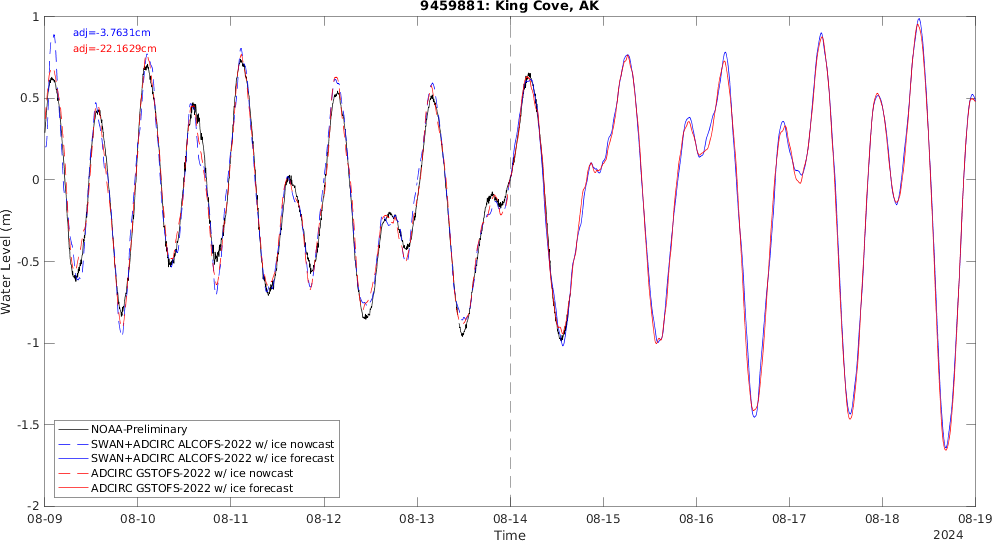 9459881: King Cove, AK
adj=-3.7631cm
adj=-22.1629cm
Water Level (m)
1
0.5
0
-0.5
-1
-1.5
-2
NOAA-Preliminary
SWAN+ADCIRC ALCOFS-2022 w/ ice nowcast
SWAN+ADCIRC ALCOFS-2022 w/ ice forecast
ADCIRC GSTOFS-2022 w/ ice nowcast
ADCIRC GSTOFS-2022 w/ ice forecast
08-09 08-10 08-11 08-12 08-13 08-14 08-15 08-16 08-17 08-18 08-19
Time
2024